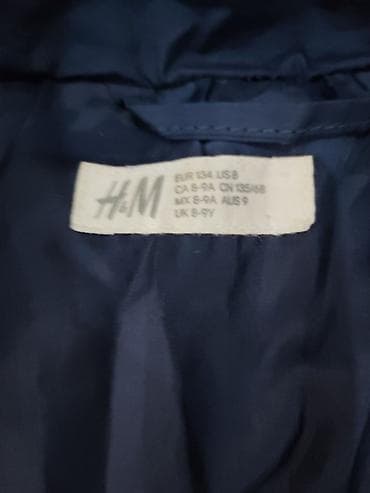 H&M
EUR 134 US 8
CA 8-9A CN 135/68
MX 8-9A AUS 9
UK 8-9Y